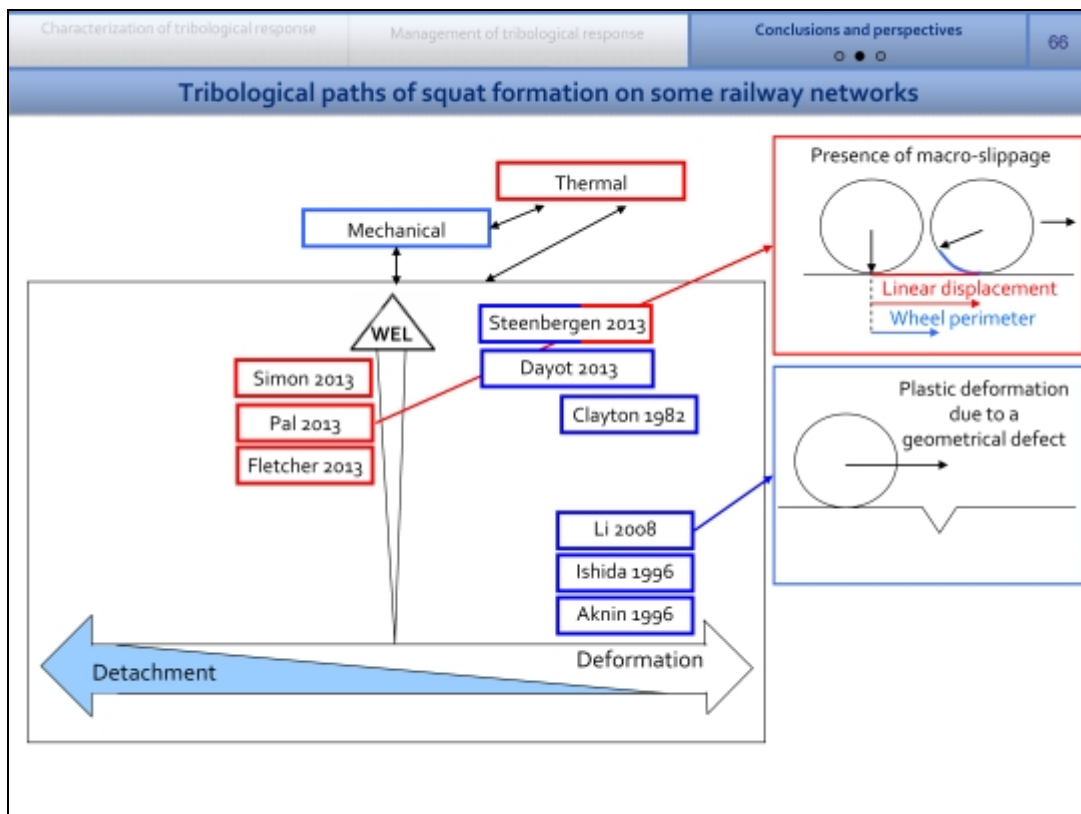 Characterization of tribological response
Management of tribological response
Conclusions and perspectives
66
Tribological paths of squat formation on some railway networks
Thermal
Mechanical
WEL
Steenbergen 2013
Dayot 2013
Clayton 1982
Simon 2013
Pal 2013
Fletcher 2013
Li 2008
Ishida 1996
Aknin 1996
Deformation
Detachment
Presence of macro-slippage
Linear displacement
Wheel perimeter
Plastic deformation
due to a
geometrical defect